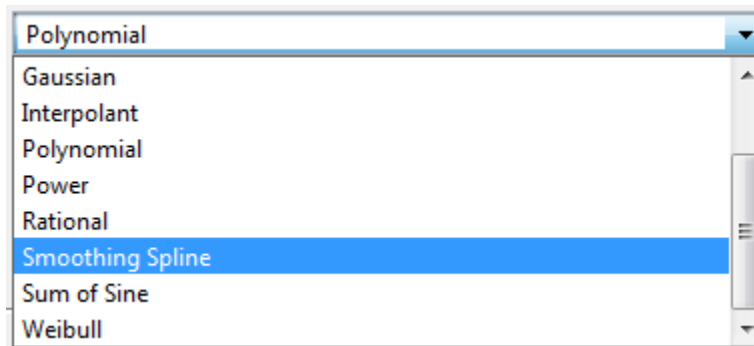 Polynomial
Gaussian
Interpolant
Polynomial
Power
Rational
Smoothing Spline
Sum of Sine
Weibull